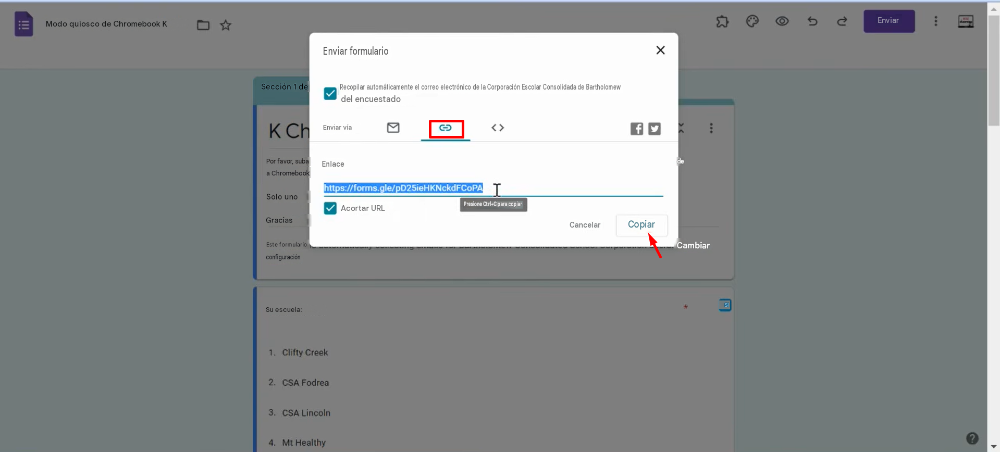 Modo quiosco de Chromebook K
Enviar
Enviar formulario
Sección 1 de
Recopilar automáticamente el correo electrónico de la Corporación Escolar Consolidada de Bartholomew
del encuestado
Enviar vía
K Ch
Por favor, suba
de
a Chromebook
Enlace
https://forms.gle/pD25ieHKNckdFCoPA
Presione Ctrl+C para copiar
Solo uno
Acortar URL
Gracias
Cancelar
Copiar
Este formulario
Cambiar
configuración
Su escuela:
*
SI
1. Clifty Creek
2. CSA Fodrea
3. CSA Lincoln
4. Mt Healthy